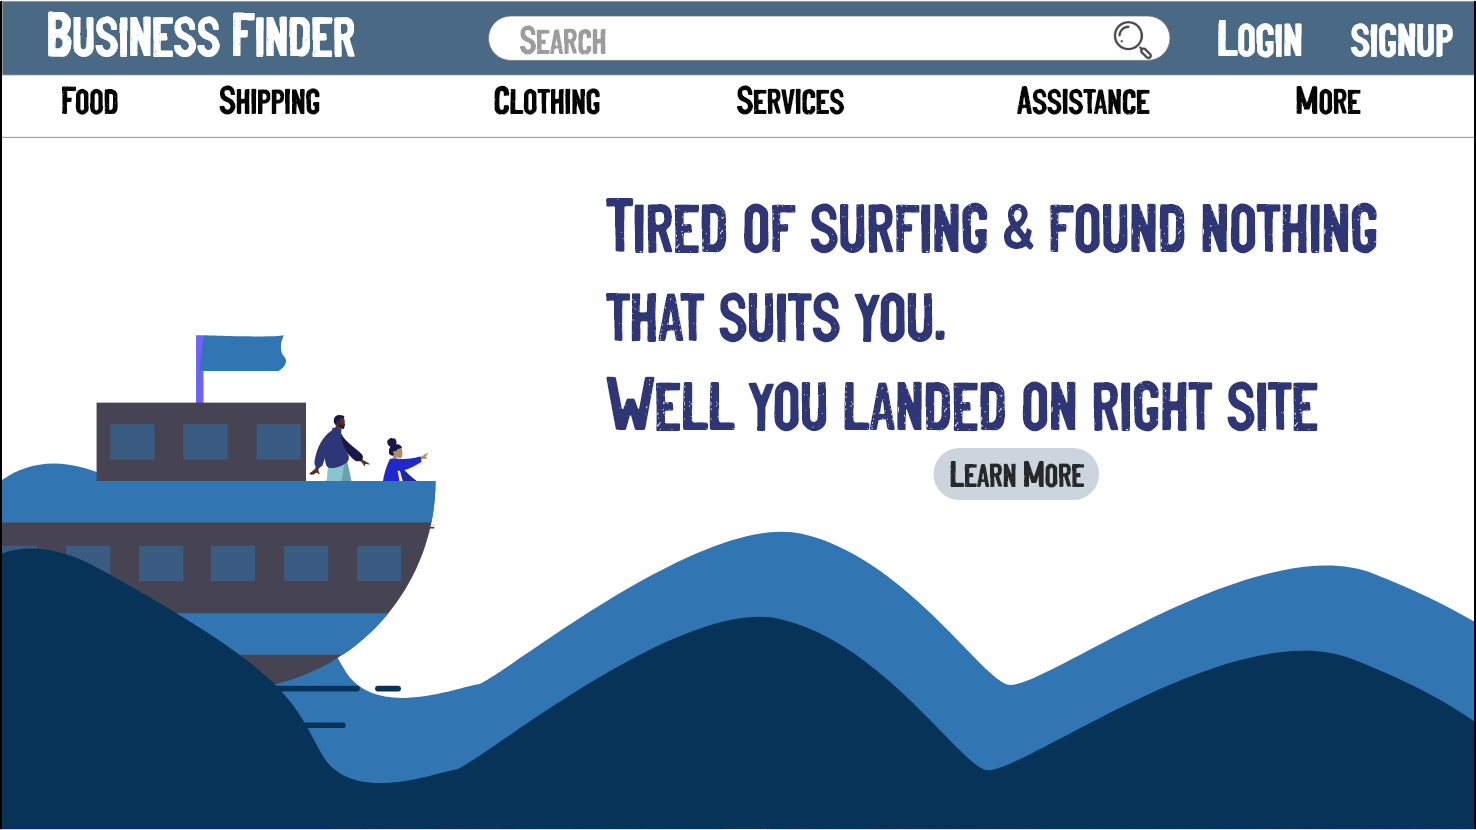 Business Finder
Search
Login
Signup
Food Shipping Clothing Services Assistance More
Tired of surfing & found nothing
that suits you.
Well you landed on right site
Learn More